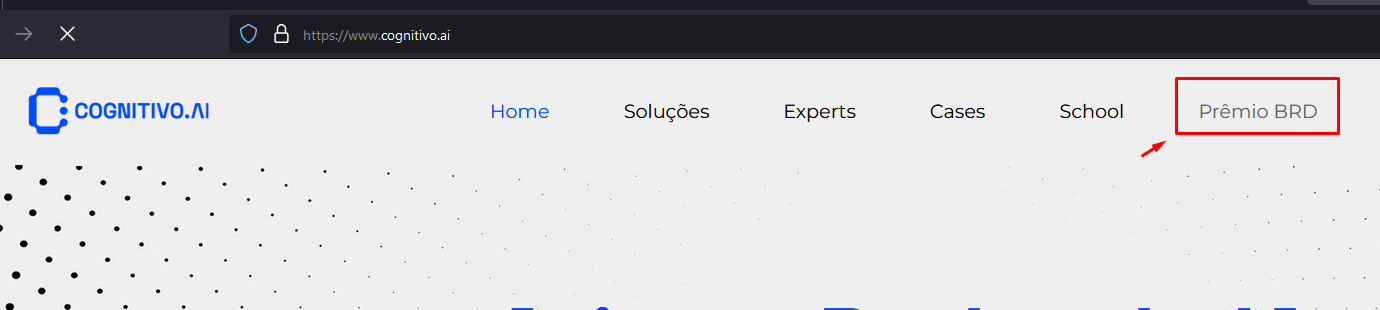 https://www.cognitivo.ai
COGNITIVO.AI
Home Soluções Experts Cases School Prêmio BRD